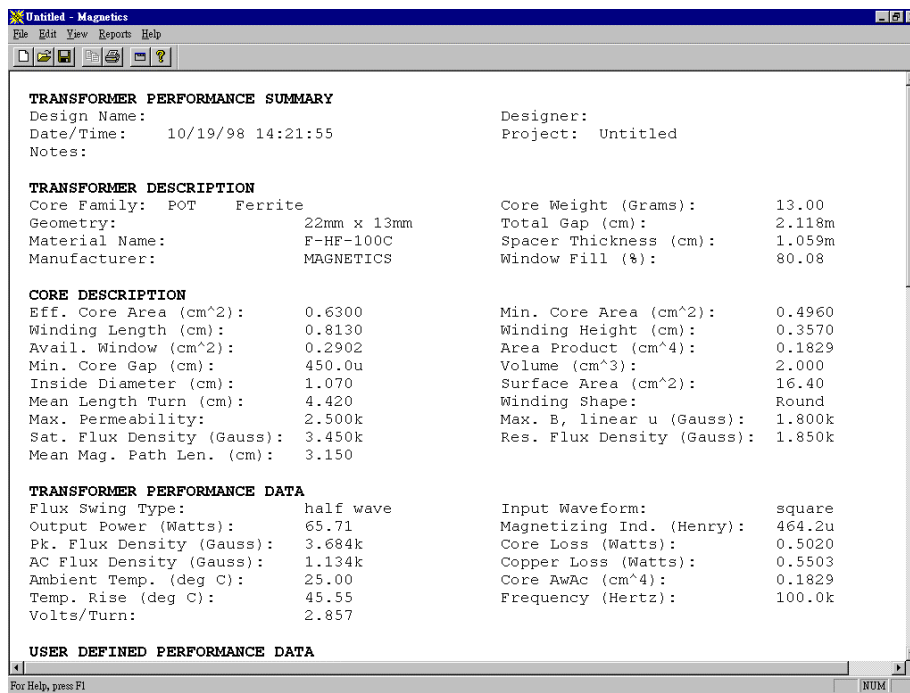 Untitled - Magnetics
File Edit View Reports Help
TRANSFORMER PERFORMANCE SUMMARY
Design Name: Designer:
Date/Time: 10/19/98 14:21:55 Project: Untitled
Notes:
TRANSFORMER DESCRIPTION
Core Family: POT Ferrite Core Weight (Grams): 13.00
Geometry: 22mm x 13mm Total Gap (cm): 2.118m
Material Name: F-HF-100C Spacer Thickness (cm): 1.059m
Manufacturer: MAGNETICS Window Fill (%): 80.08
CORE DESCRIPTION
Eff. Core Area (cm^2): 0.6300 Min. Core Area (cm^2): 0.4960
Winding Length (cm): 0.8130 Winding Height (cm): 0.3570
Avail. Window (cm^2): 0.2902 Area Product (cm^4): 0.1829
Min. Core Gap (cm): 450.0u Volume (cm^3): 2.000
Inside Diameter (cm): 1.070 Surface Area (cm^2): 16.40
Mean Length Turn (cm): 4.420 Winding Shape: Round
Max. Permeability: 2.500k Max. B, linear u (Gauss): 1.800k
Sat. Flux Density (Gauss): 3.450k Res. Flux Density (Gauss): 1.850k
Mean Mag. Path Len. (cm): 3.150
TRANSFORMER PERFORMANCE DATA
Flux Swing Type: half wave Input Waveform: square
Output Power (Watts): 65.71 Magnetizing Ind. (Henry): 464.2u
Pk. Flux Density (Gauss): 3.684k Core Loss (Watts): 0.5020
AC Flux Density (Gauss): 1.134k Copper Loss (Watts): 0.5503
Ambient Temp. (deg C): 25.00 Core AwAc (cm^4): 0.1829
Temp. Rise (deg C): 45.55 Frequency (Hertz): 100.0k
Volts/Turn: 2.857
USER DEFINED PERFORMANCE DATA
For Help, press F1 NUM